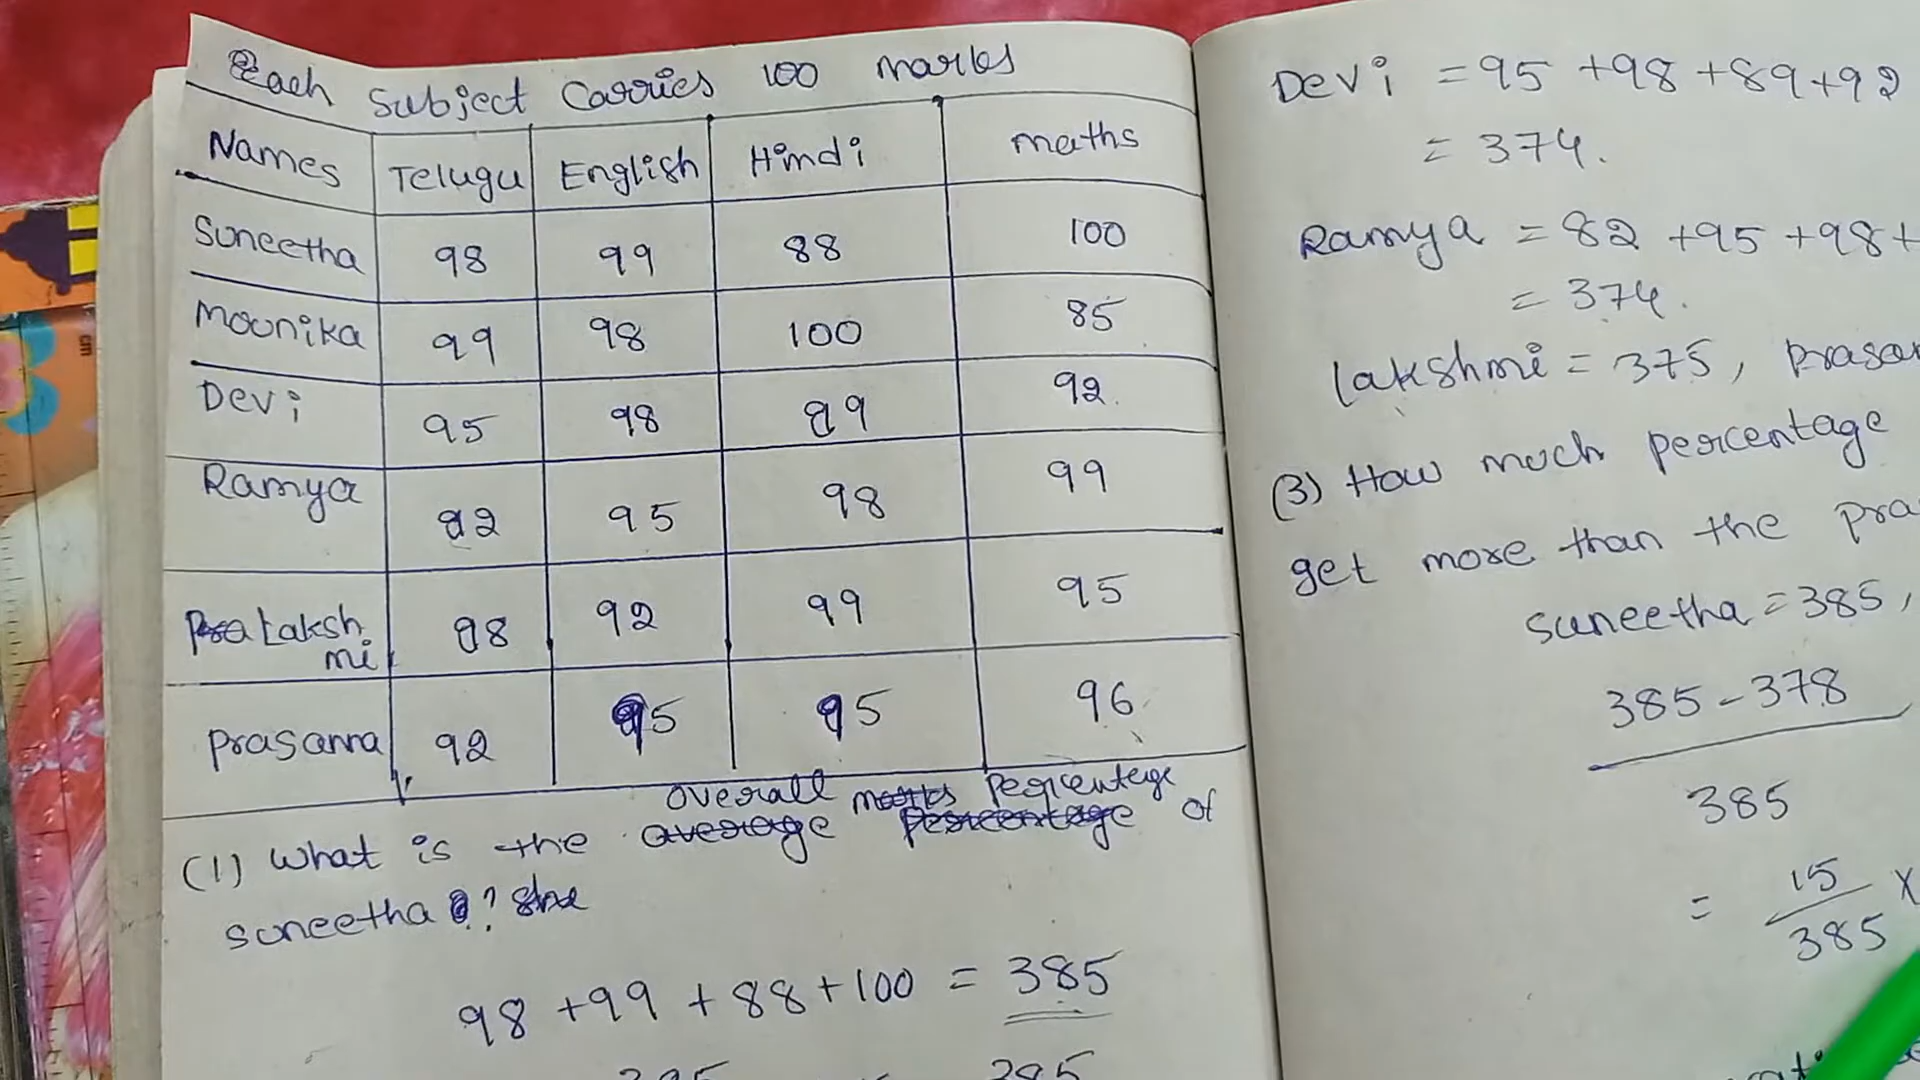 Each Subject Carries 100 marks
Names Telugu English Hindi maths
Suneetha 98 99 88 100
Moonika 99 98 100 85
Devi 95 98 89 92
Ramya 82 95 98 99
Lakshmi 98 92 99 95
Prasanna 92 95 95 96
overall Percentage
(1) What is the average percentage of
suneetha ?
98 + 99 + 88 + 100 = 385
Devi = 95 + 98 + 89 + 92
= 374.
Ramya = 82 + 95 + 98 +
= 374.
Lakshmi = 375,
(3) How much percentage
get more than the
suneetha = 385,
385 - 378
385
= 15 ×
385